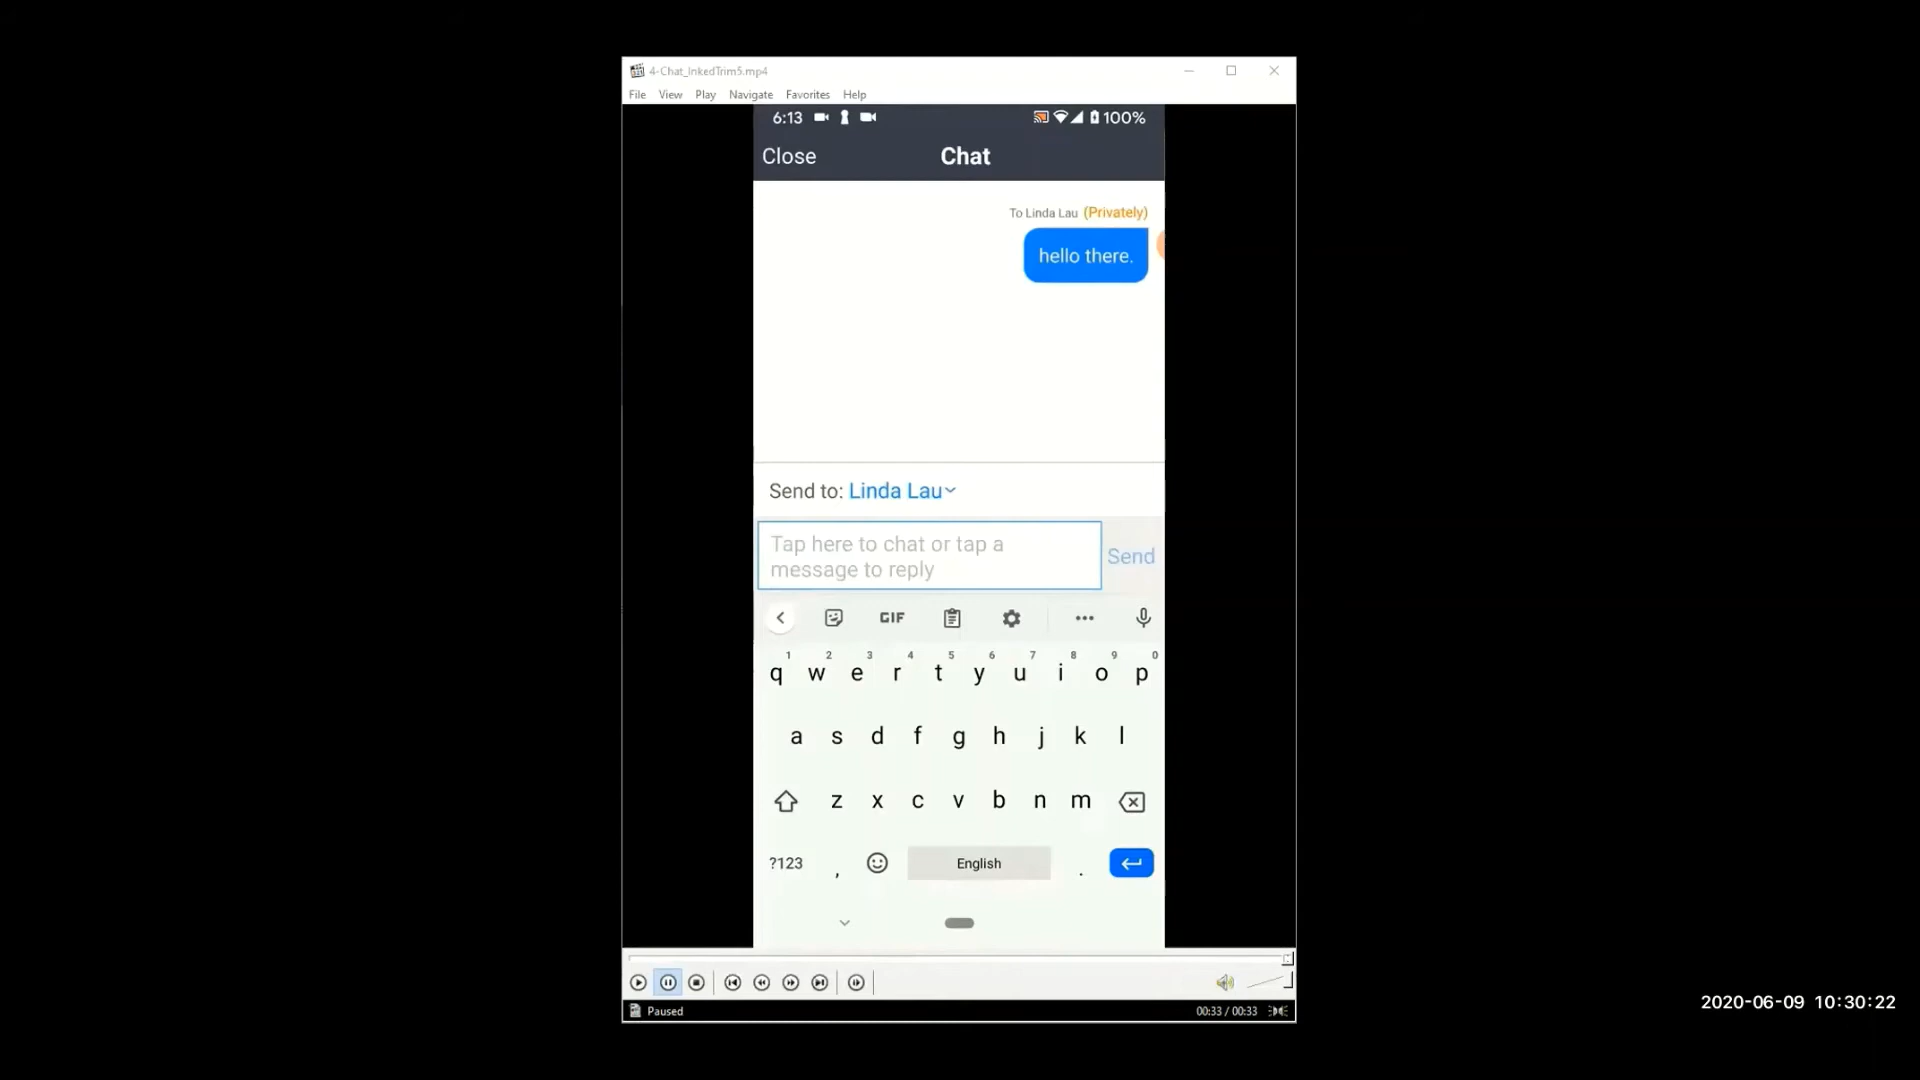 4-Chat_InkedTrim5.mp4
File View Play Navigate Favorites Help
6:13 100%
Close Chat
To Linda Lau (Privately)
hello there.
Send to: Linda Lau
Tap here to chat or tap a
message to reply
Send
GIF
1 2 3 4 5 6 7 8 9 0
q w e r t y u i o p
a s d f g h j k l
z x c v b n m
?123 , English .
Paused 00:33 / 00:33
2020-06-09 10:30:22